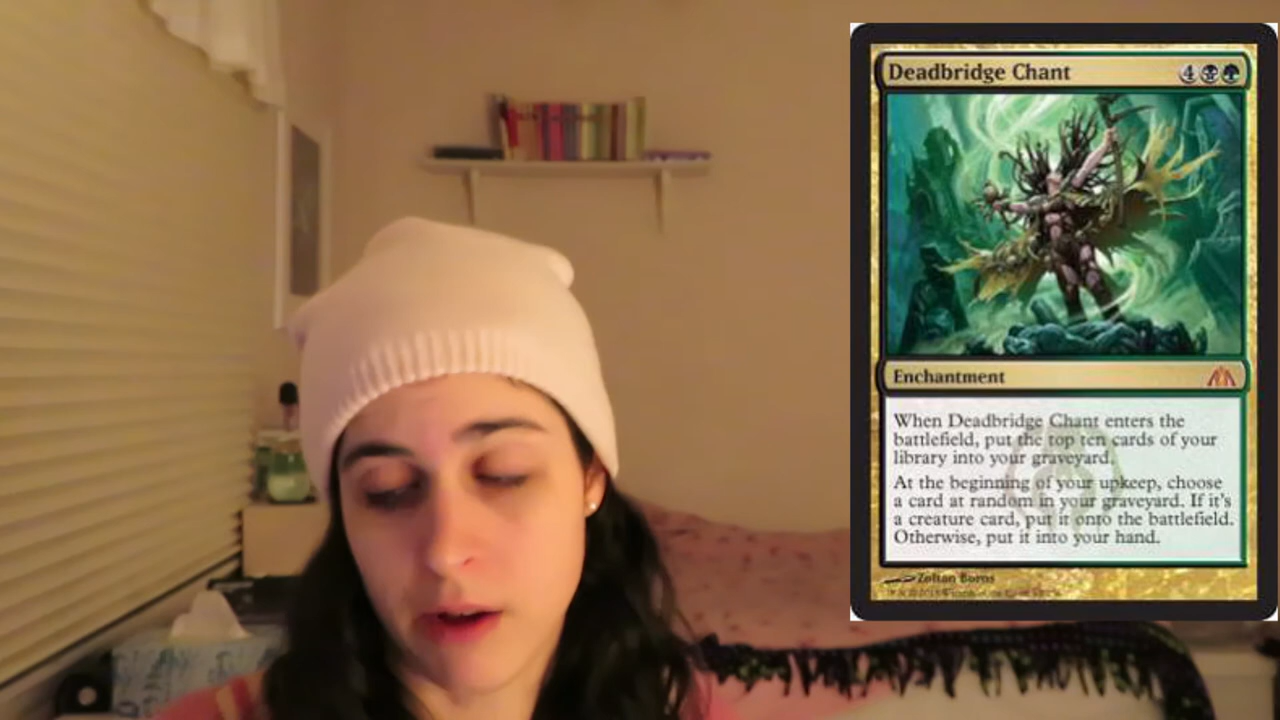 Deadbridge Chant 4
Enchantment
When Deadbridge Chant enters the
battlefield, put the top ten cards of your
library into your graveyard.
At the beginning of your upkeep, choose
a card at random in your graveyard. If it's
a creature card, put it onto the battlefield.
Otherwise, put it into your hand.
Zoltan Boros